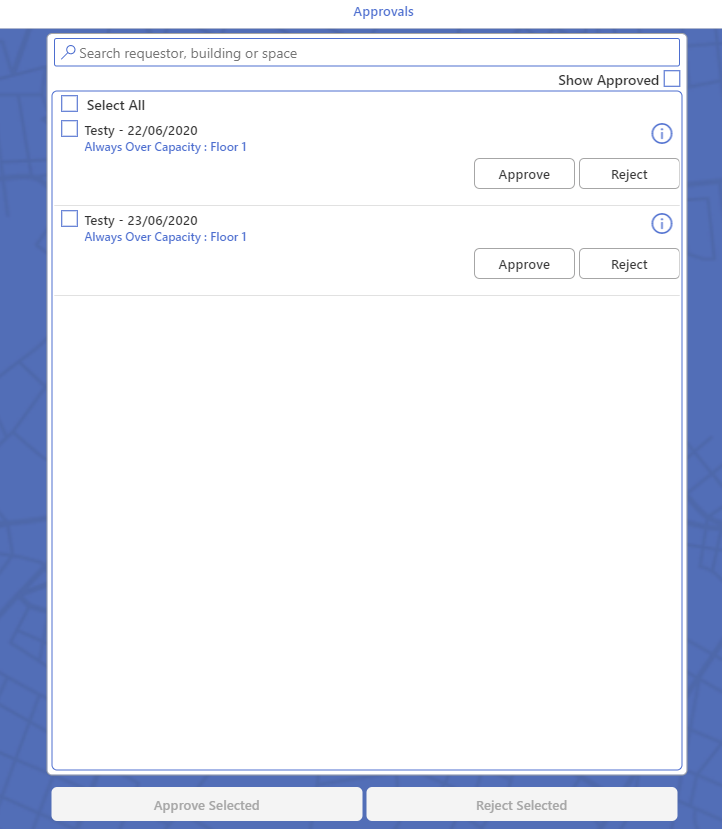 Approvals
Search requestor, building or space
Show Approved
Select All
Testy - 22/06/2020
Always Over Capacity : Floor 1
Approve Reject
Testy - 23/06/2020
Always Over Capacity : Floor 1
Approve Reject
Approve Selected Reject Selected